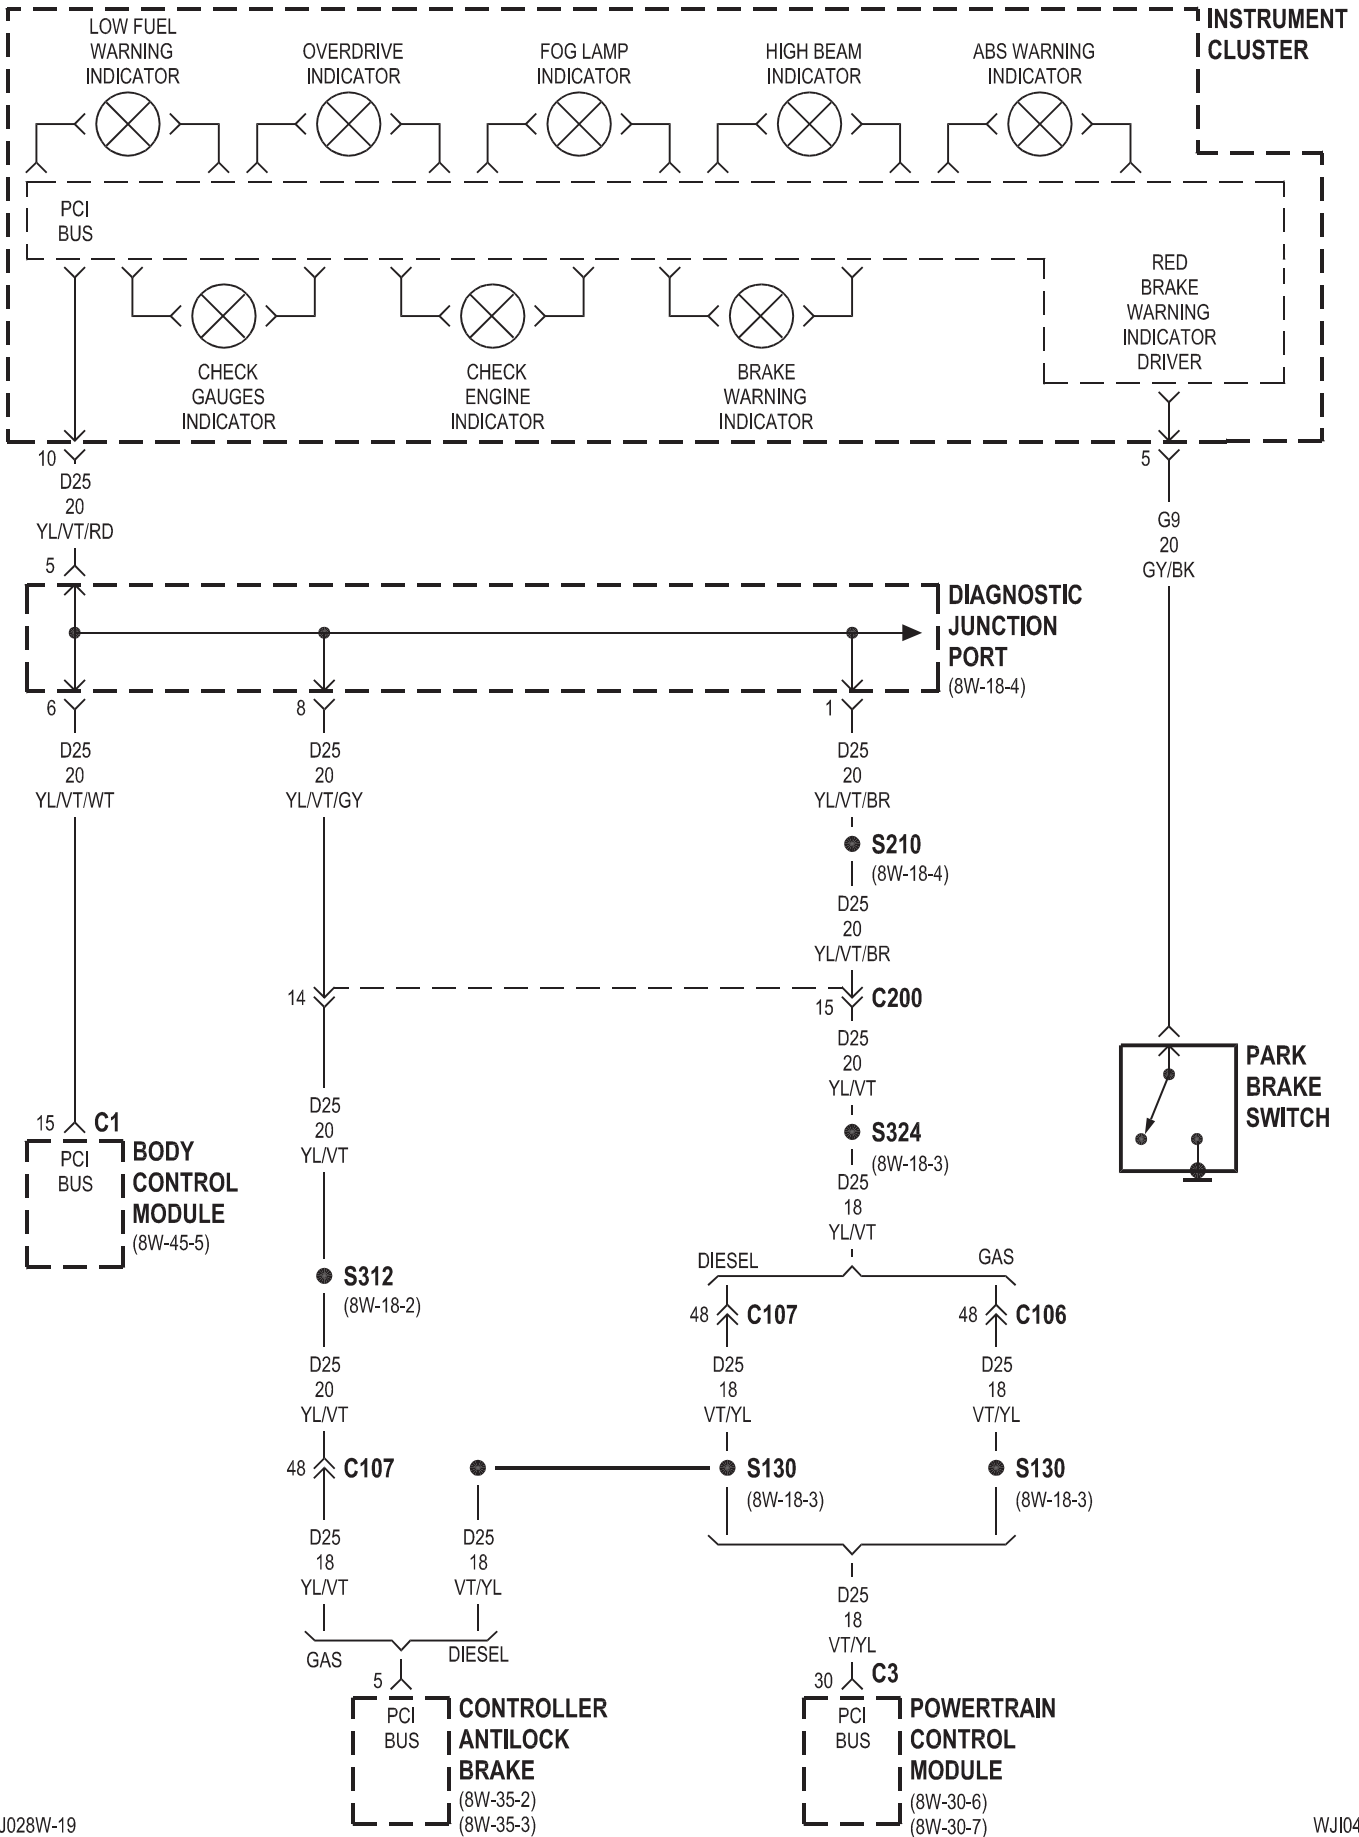 INSTRUMENT
CLUSTER
LOW FUEL
WARNING
INDICATOR
OVERDRIVE
INDICATOR
FOG LAMP
INDICATOR
HIGH BEAM
INDICATOR
ABS WARNING
INDICATOR
PCI
BUS
RED
BRAKE
WARNING
INDICATOR
DRIVER
CHECK
GAUGES
INDICATOR
CHECK
ENGINE
INDICATOR
BRAKE
WARNING
INDICATOR
10
D25
20
YL/VT/RD
5
5
G9
20
GY/BK
DIAGNOSTIC
JUNCTION
PORT
(8W-18-4)
6
D25
20
YL/VT/WT
8
D25
20
YL/VT/GY
1
D25
20
YL/VT/BR
S210
(8W-18-4)
D25
20
YL/VT/BR
14
15
C200
D25
20
YL/VT
S324
(8W-18-3)
D25
18
YL/VT
PARK
BRAKE
SWITCH
15
C1
PCI
BUS
BODY
CONTROL
MODULE
(8W-45-5)
D25
20
YL/VT
S312
(8W-18-2)
D25
20
YL/VT
48
C107
D25
18
YL/VT
DIESEL
GAS
48
C107
D25
18
VT/YL
48
C106
D25
18
VT/YL
S130
(8W-18-3)
S130
(8W-18-3)
D25
18
VT/YL
GAS
DIESEL
5
PCI
BUS
CONTROLLER
ANTILOCK
BRAKE
(8W-35-2)
(8W-35-3)
D25
18
VT/YL
30
C3
PCI
BUS
POWERTRAIN
CONTROL
MODULE
(8W-30-6)
(8W-30-7)
J028W-19
WJI04